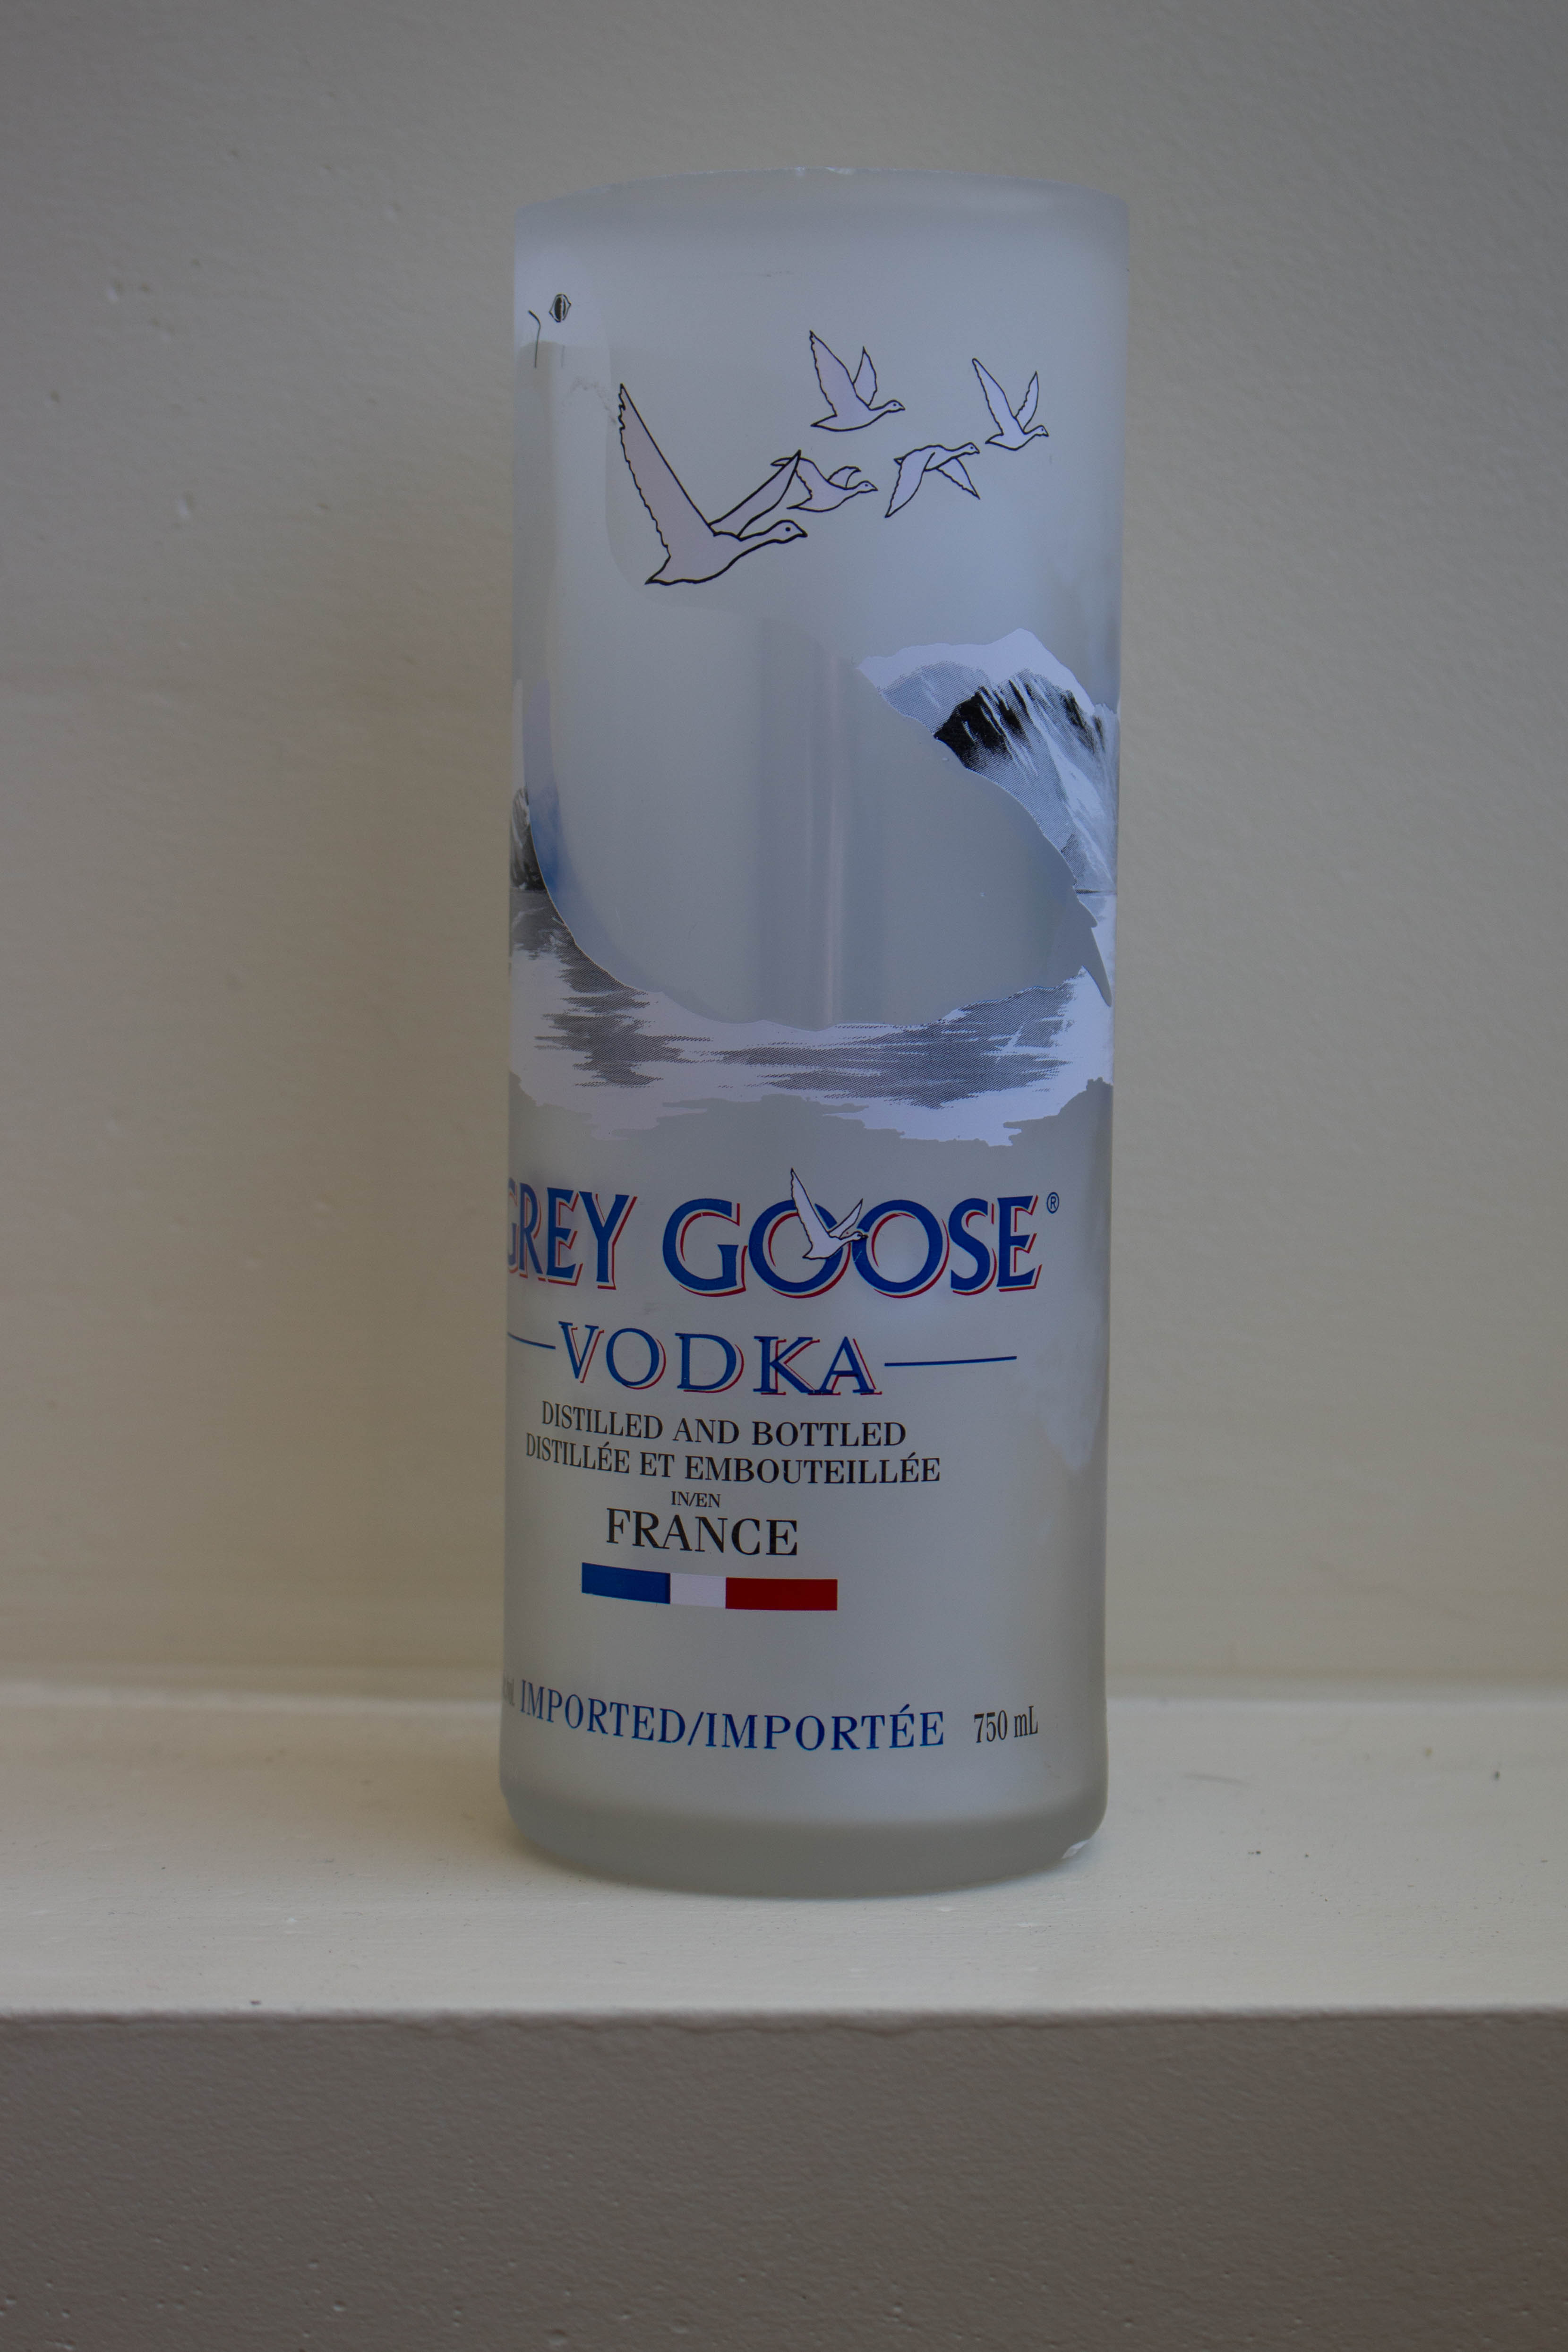 GREY GOOSE®
VODKA
DISTILLED AND BOTTLED
DISTILLÉE ET EMBOUTEILLÉE
IN/EN
FRANCE
IMPORTED/IMPORTÉE 750 mL